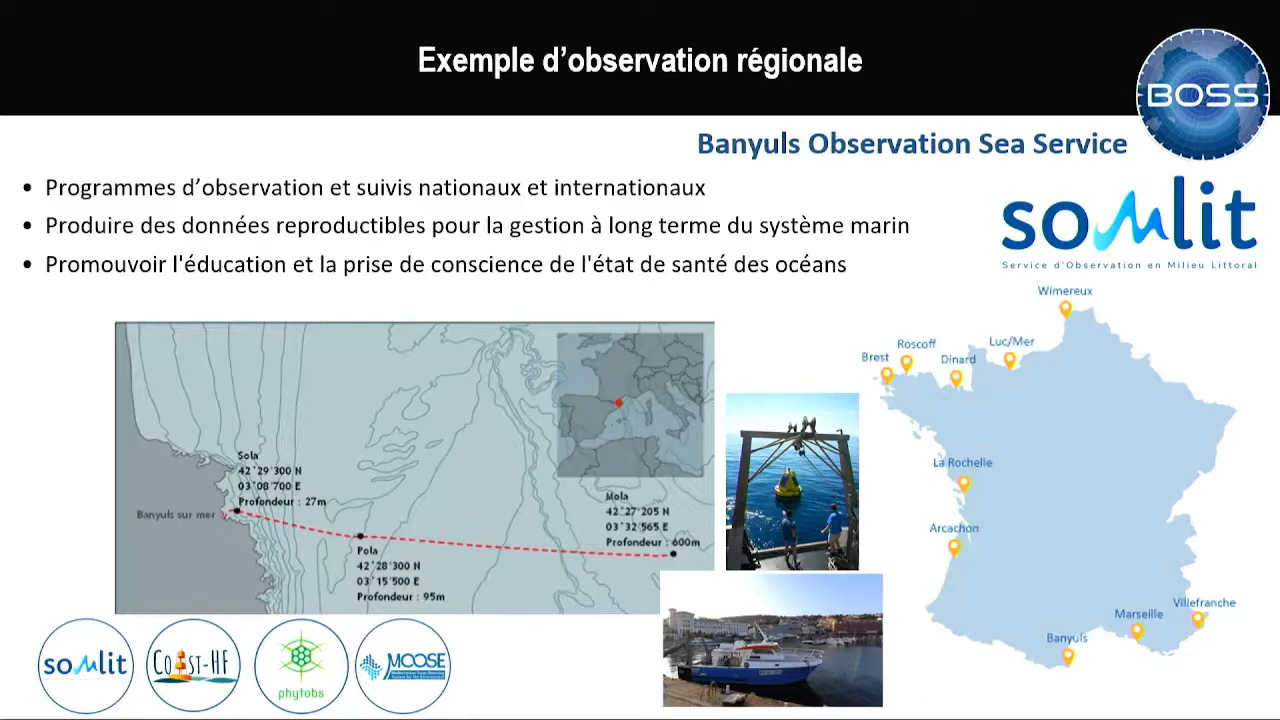 Exemple d'observation régionale
BOSS
Banyuls Observation Sea Service
• Programmes d'observation et suivis nationaux et internationaux
• Produire des données reproductibles pour la gestion à long terme du système marin
• Promouvoir l'éducation et la prise de conscience de l'état de santé des océans
somlit
Service d'Observation en Milieu Littoral
Wimereux
Luc/Mer
Roscoff
Brest
Dinard
La Rochelle
Arcachon
Villefranche
Marseille
Banyuls
Sola
42°29'300 N
03°08'700 E
Profondeur : 27m
Banyuls sur mer
Pola
42°28'300 N
03°15'500 E
Profondeur : 95m
Mola
42°27'205 N
03°32'565 E
Profondeur : 600m
somlit
COAST-HF
phytobs
MOOSE